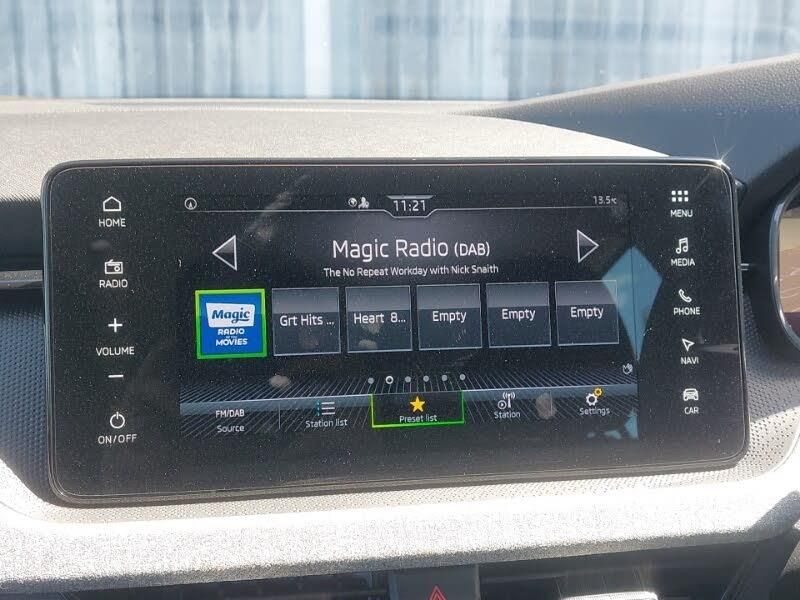 11:21
13.5°C
HOME
RADIO
+
VOLUME
−
ON/OFF
Magic Radio (DAB)
The No Repeat Workday with Nick Snaith
Magic
RADIO
MOVIES
Grt Hits ...
Heart 8...
Empty
Empty
Empty
FM/DAB
Source
Station list
Preset list
Station
Settings
MENU
MEDIA
PHONE
NAVI
CAR